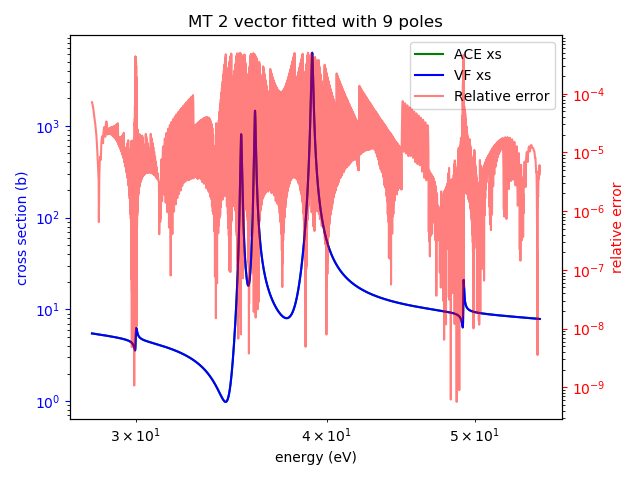 MT 2 vector fitted with 9 poles
ACE xs
VF xs
Relative error
cross section (b)
10³
10²
10¹
10⁰
10⁻⁴
10⁻⁵
10⁻⁶
10⁻⁷
10⁻⁸
10⁻⁹
relative error
3 × 10¹
4 × 10¹
5 × 10¹
energy (eV)